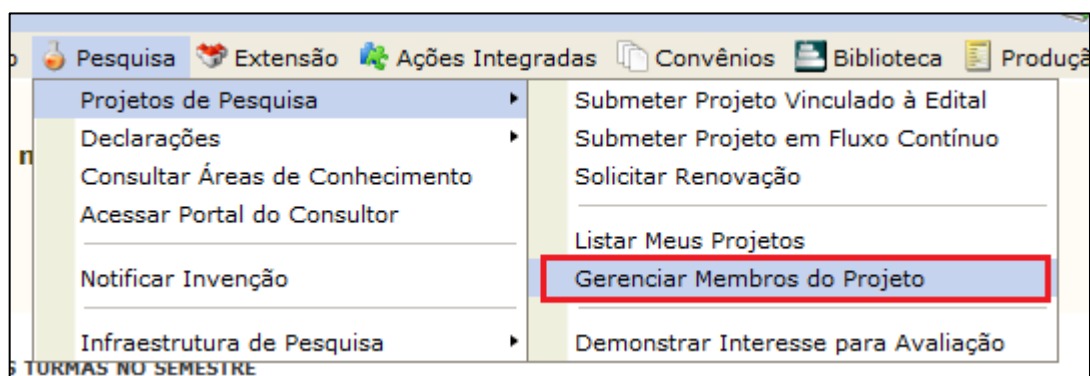 Pesquisa Extensão Ações Integradas Convênios Biblioteca Produçã
Projetos de Pesquisa
Declarações
Consultar Áreas de Conhecimento
Acessar Portal do Consultor
Notificar Invenção
Infraestrutura de Pesquisa
Submeter Projeto Vinculado à Edital
Submeter Projeto em Fluxo Contínuo
Solicitar Renovação
Listar Meus Projetos
Gerenciar Membros do Projeto
Demonstrar Interesse para Avaliação
S TURMAS NO SEMESTRE